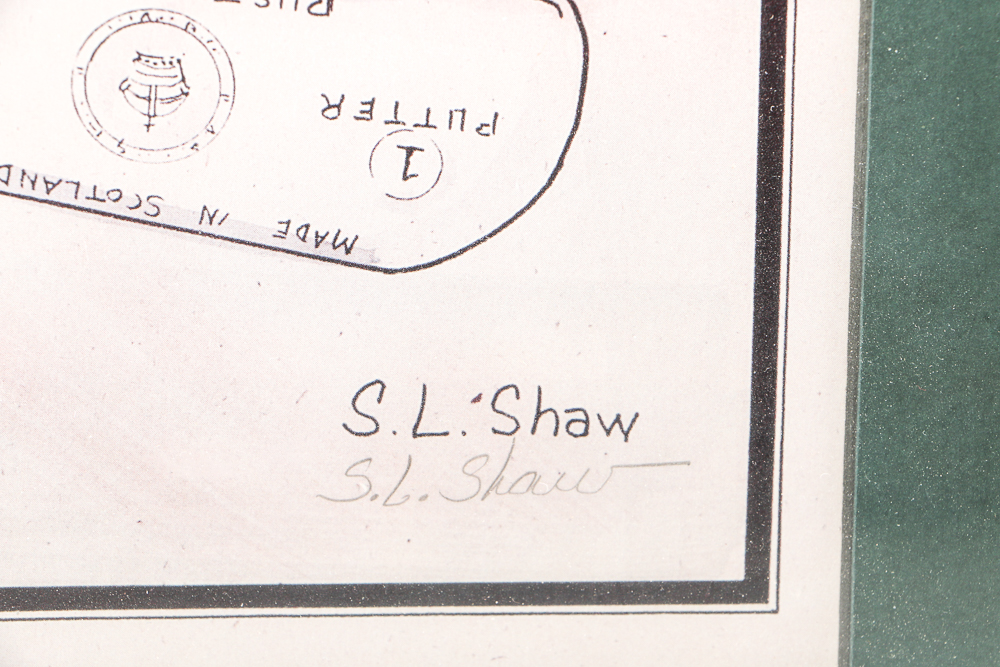 MADE IN SCOTLAND
1
PUTTER
S.L. Shaw
S.L. Shaw